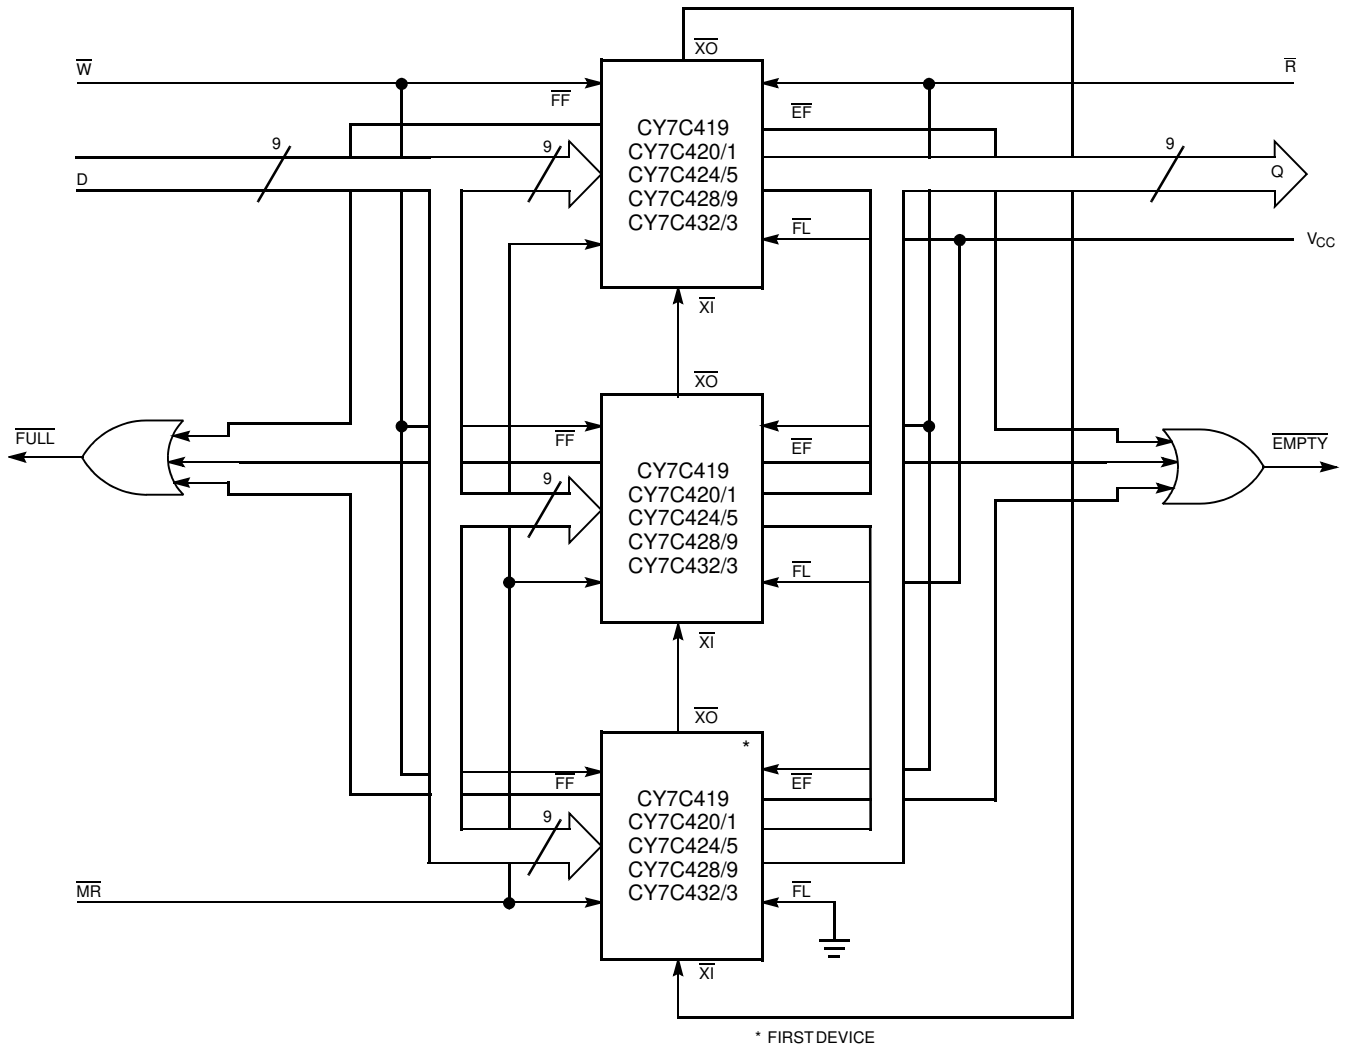 XO
W
R
FF
EF
CY7C419
CY7C420/1
CY7C424/5
CY7C428/9
CY7C432/3
9
9
9
D
Q
FL
VCC
XI
XO
FULL
FF
EF
EMPTY
CY7C419
CY7C420/1
CY7C424/5
CY7C428/9
CY7C432/3
9
FL
XI
XO
*
FF
EF
CY7C419
CY7C420/1
CY7C424/5
CY7C428/9
CY7C432/3
9
MR
FL
XI
* FIRST DEVICE